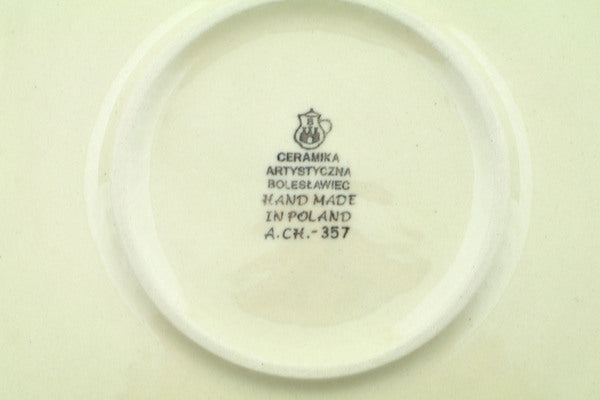 CERAMIKA
ARTYSTYCZNA
BOLESŁAWIEC
HAND MADE
IN POLAND
A.CH.-357